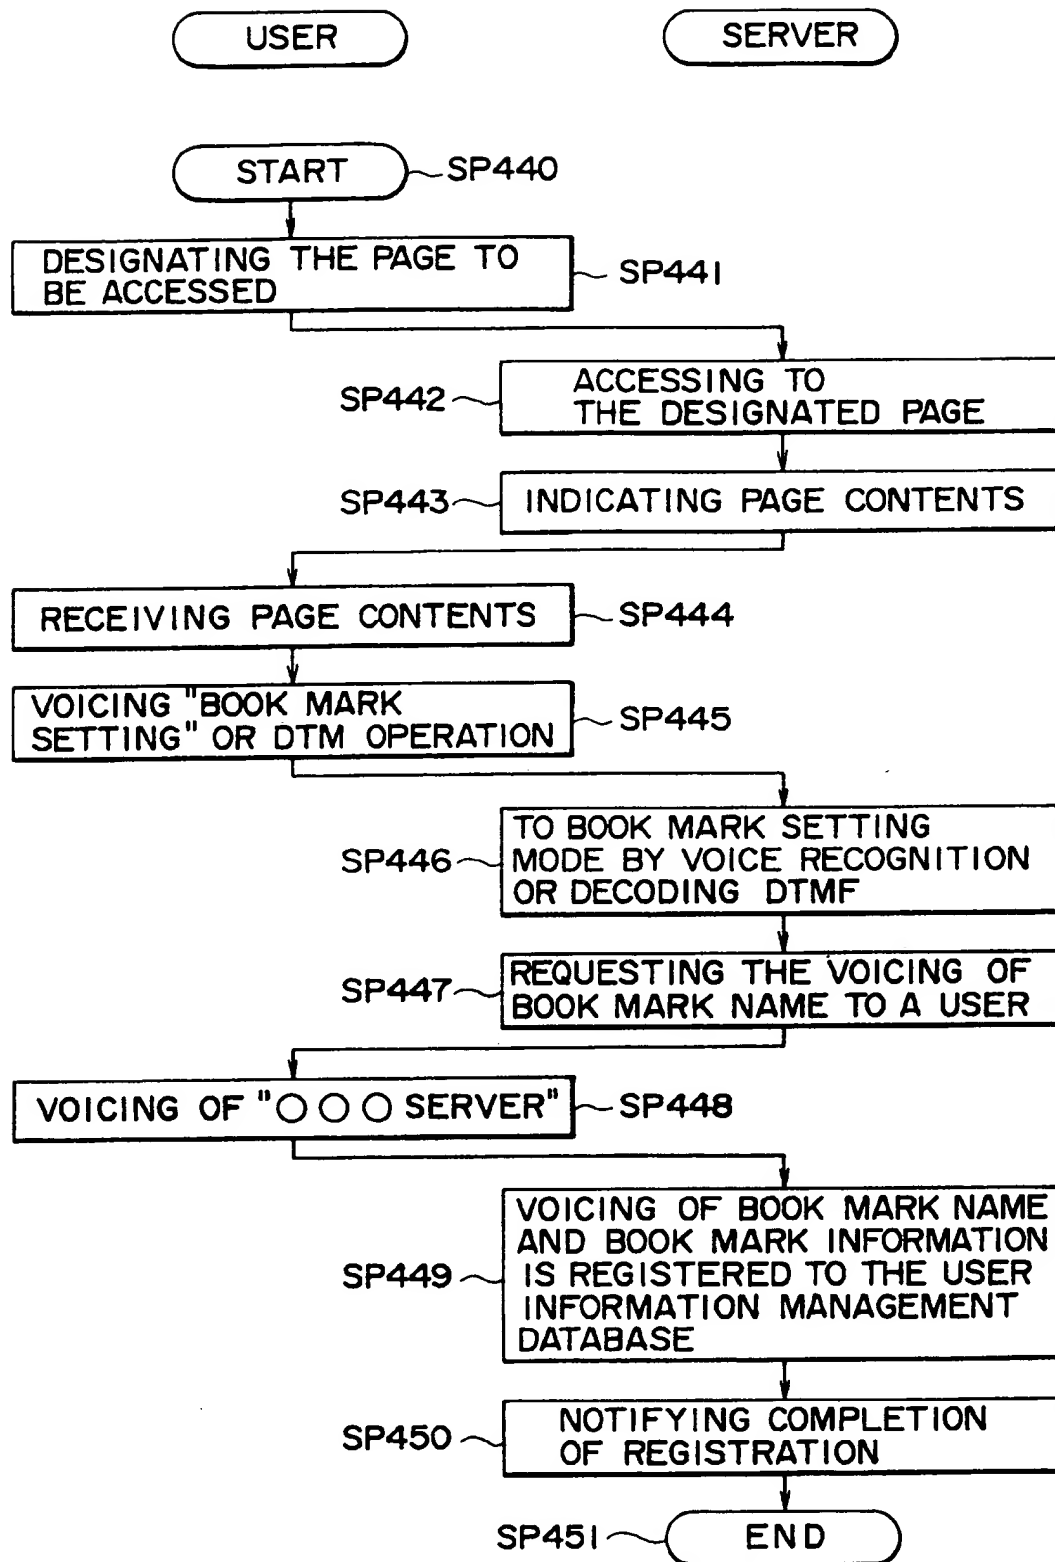 USER
SERVER
START
SP440
DESIGNATING THE PAGE TO
BE ACCESSED
SP441
SP442
ACCESSING TO
THE DESIGNATED PAGE
SP443
INDICATING PAGE CONTENTS
RECEIVING PAGE CONTENTS
SP444
VOICING "BOOK MARK
SETTING" OR DTM OPERATION
SP445
SP446
TO BOOK MARK SETTING
MODE BY VOICE RECOGNITION
OR DECODING DTMF
SP447
REQUESTING THE VOICING OF
BOOK MARK NAME TO A USER
VOICING OF "○○○ SERVER"
SP448
SP449
VOICING OF BOOK MARK NAME
AND BOOK MARK INFORMATION
IS REGISTERED TO THE USER
INFORMATION MANAGEMENT
DATABASE
SP450
NOTIFYING COMPLETION
OF REGISTRATION
SP451
END